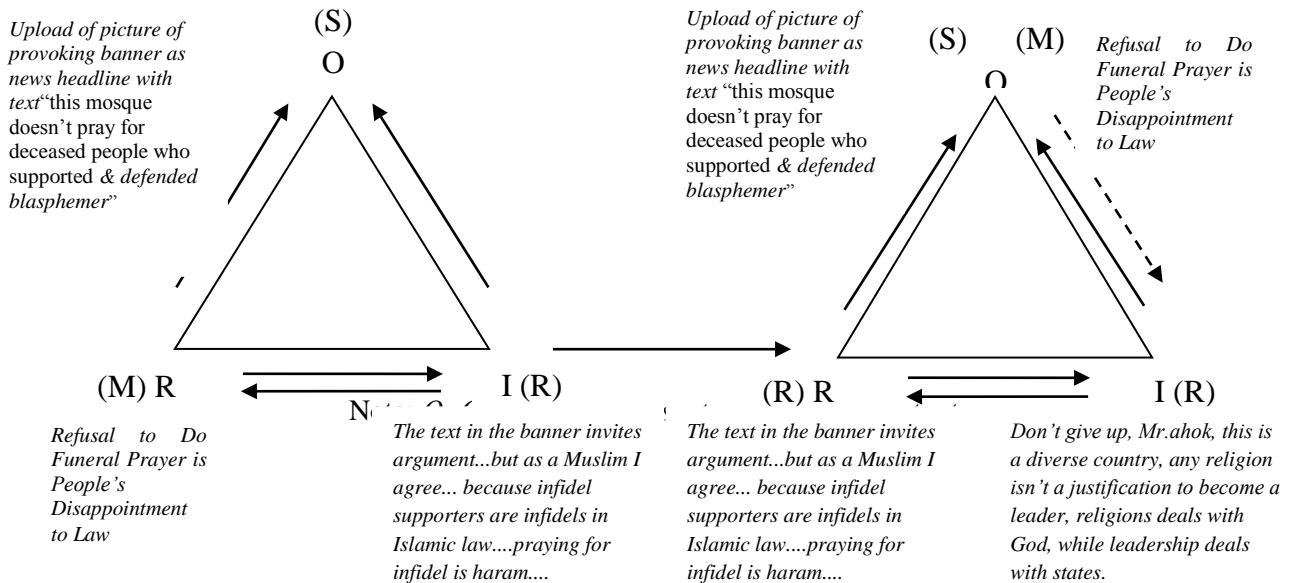 Upload of picture of
provoking banner as
news headline with
text“this mosque
doesn’t pray for
deceased people who
supported & defended
blasphemer”
(S)
O
(M) R
I (R)
Refusal to Do
Funeral Prayer is
People’s
Disappointment
to Law
The text in the banner invites
argument...but as a Muslim I
agree... because infidel
supporters are infidels in
Islamic law....praying for
infidel is haram....
Upload of picture of
provoking banner as
news headline with
text “this mosque
doesn’t pray for
deceased people who
supported & defended
blasphemer”
(S) (M)
O
Refusal to Do
Funeral Prayer is
People’s
Disappointment
to Law
(R) R
I (R)
The text in the banner invites
argument...but as a Muslim I
agree... because infidel
supporters are infidels in
Islamic law....praying for
infidel is haram....
Don’t give up, Mr.ahok, this is
a diverse country, any religion
isn’t a justification to become a
leader, religions deals with
God, while leadership deals
with states.